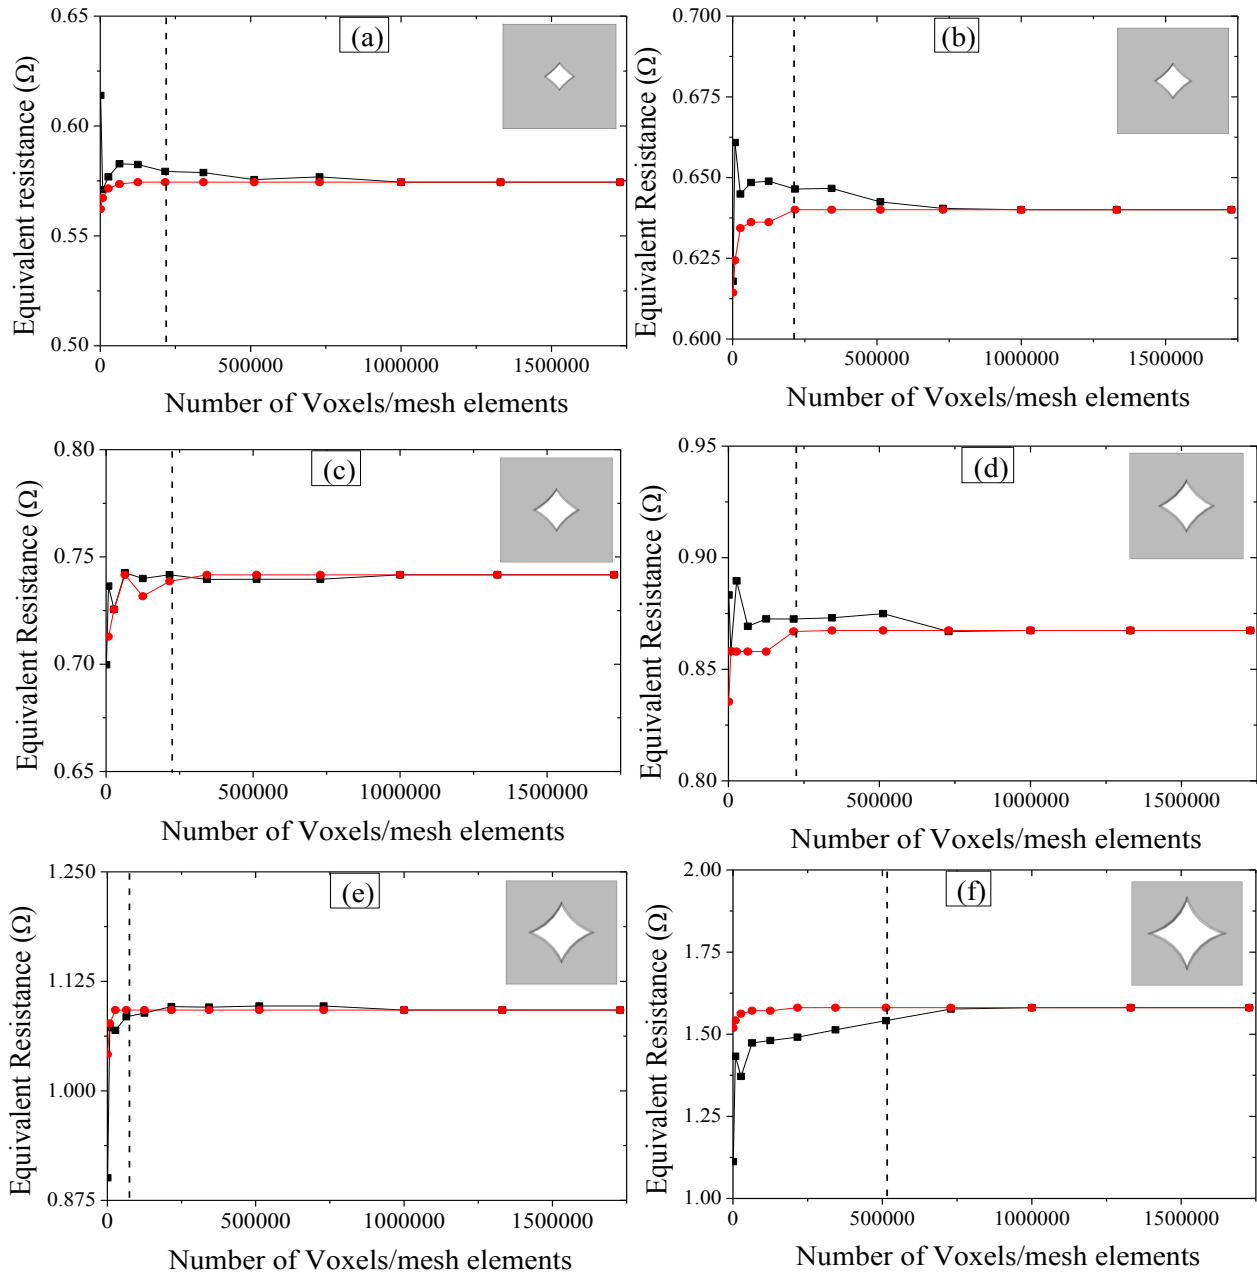 (a)
0.65
0.60
0.55
0.50
Equivalent resistance (Ω)
0 500000 1000000 1500000
Number of Voxels/mesh elements
(b)
0.700
0.675
0.650
0.625
0.600
Equivalent Resistance (Ω)
0 500000 1000000 1500000
Number of Voxels/mesh elements
(c)
0.80
0.75
0.70
0.65
Equivalent Resistance (Ω)
0 500000 1000000 1500000
Number of Voxels/mesh elements
(d)
0.95
0.90
0.85
0.80
Equivalent Resistance (Ω)
0 500000 1000000 1500000
Number of Voxels/mesh elements
(e)
1.250
1.125
1.000
0.875
Equivalent Resistance (Ω)
0 500000 1000000 1500000
Number of Voxels/mesh elements
(f)
2.00
1.75
1.50
1.25
1.00
Equivalent Resistance (Ω)
0 500000 1000000 1500000
Number of Voxels/mesh elements